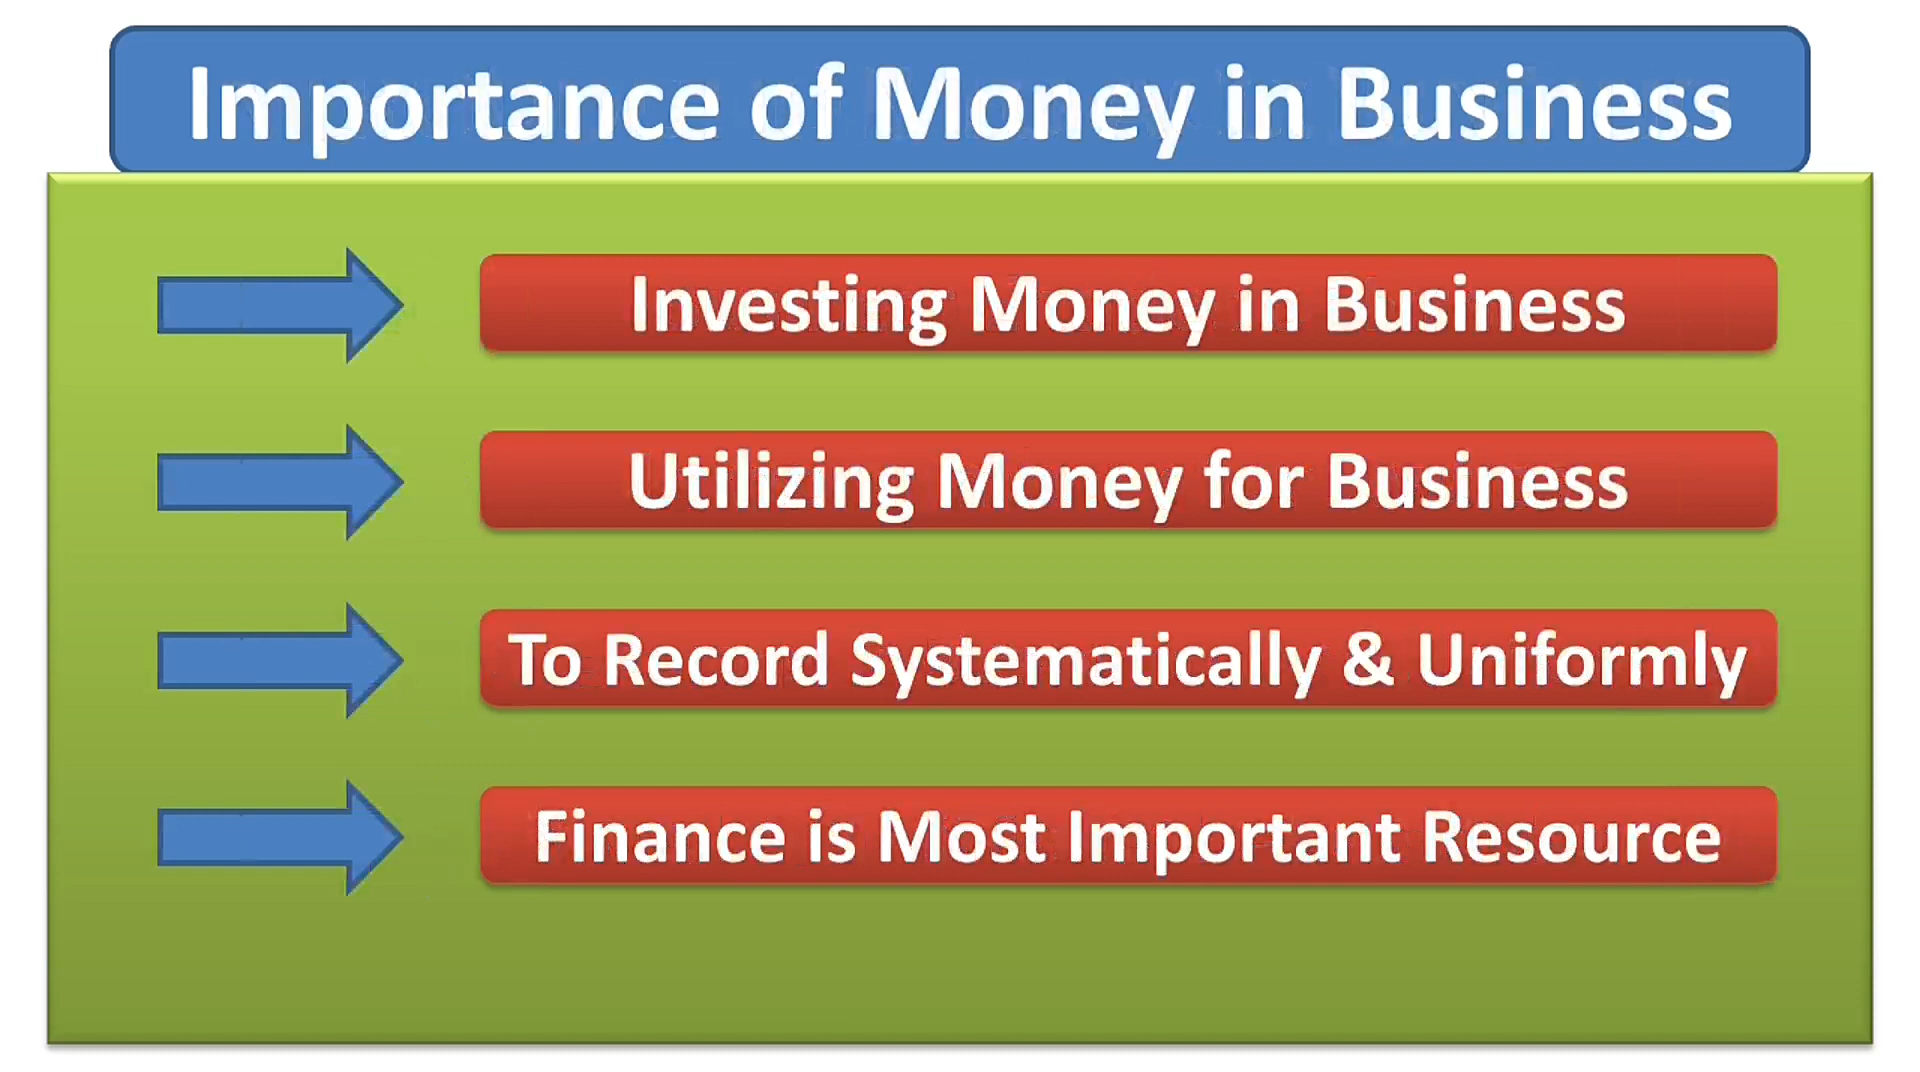 Importance of Money in Business
Investing Money in Business
Utilizing Money for Business
To Record Systematically & Uniformly
Finance is Most Important Resource